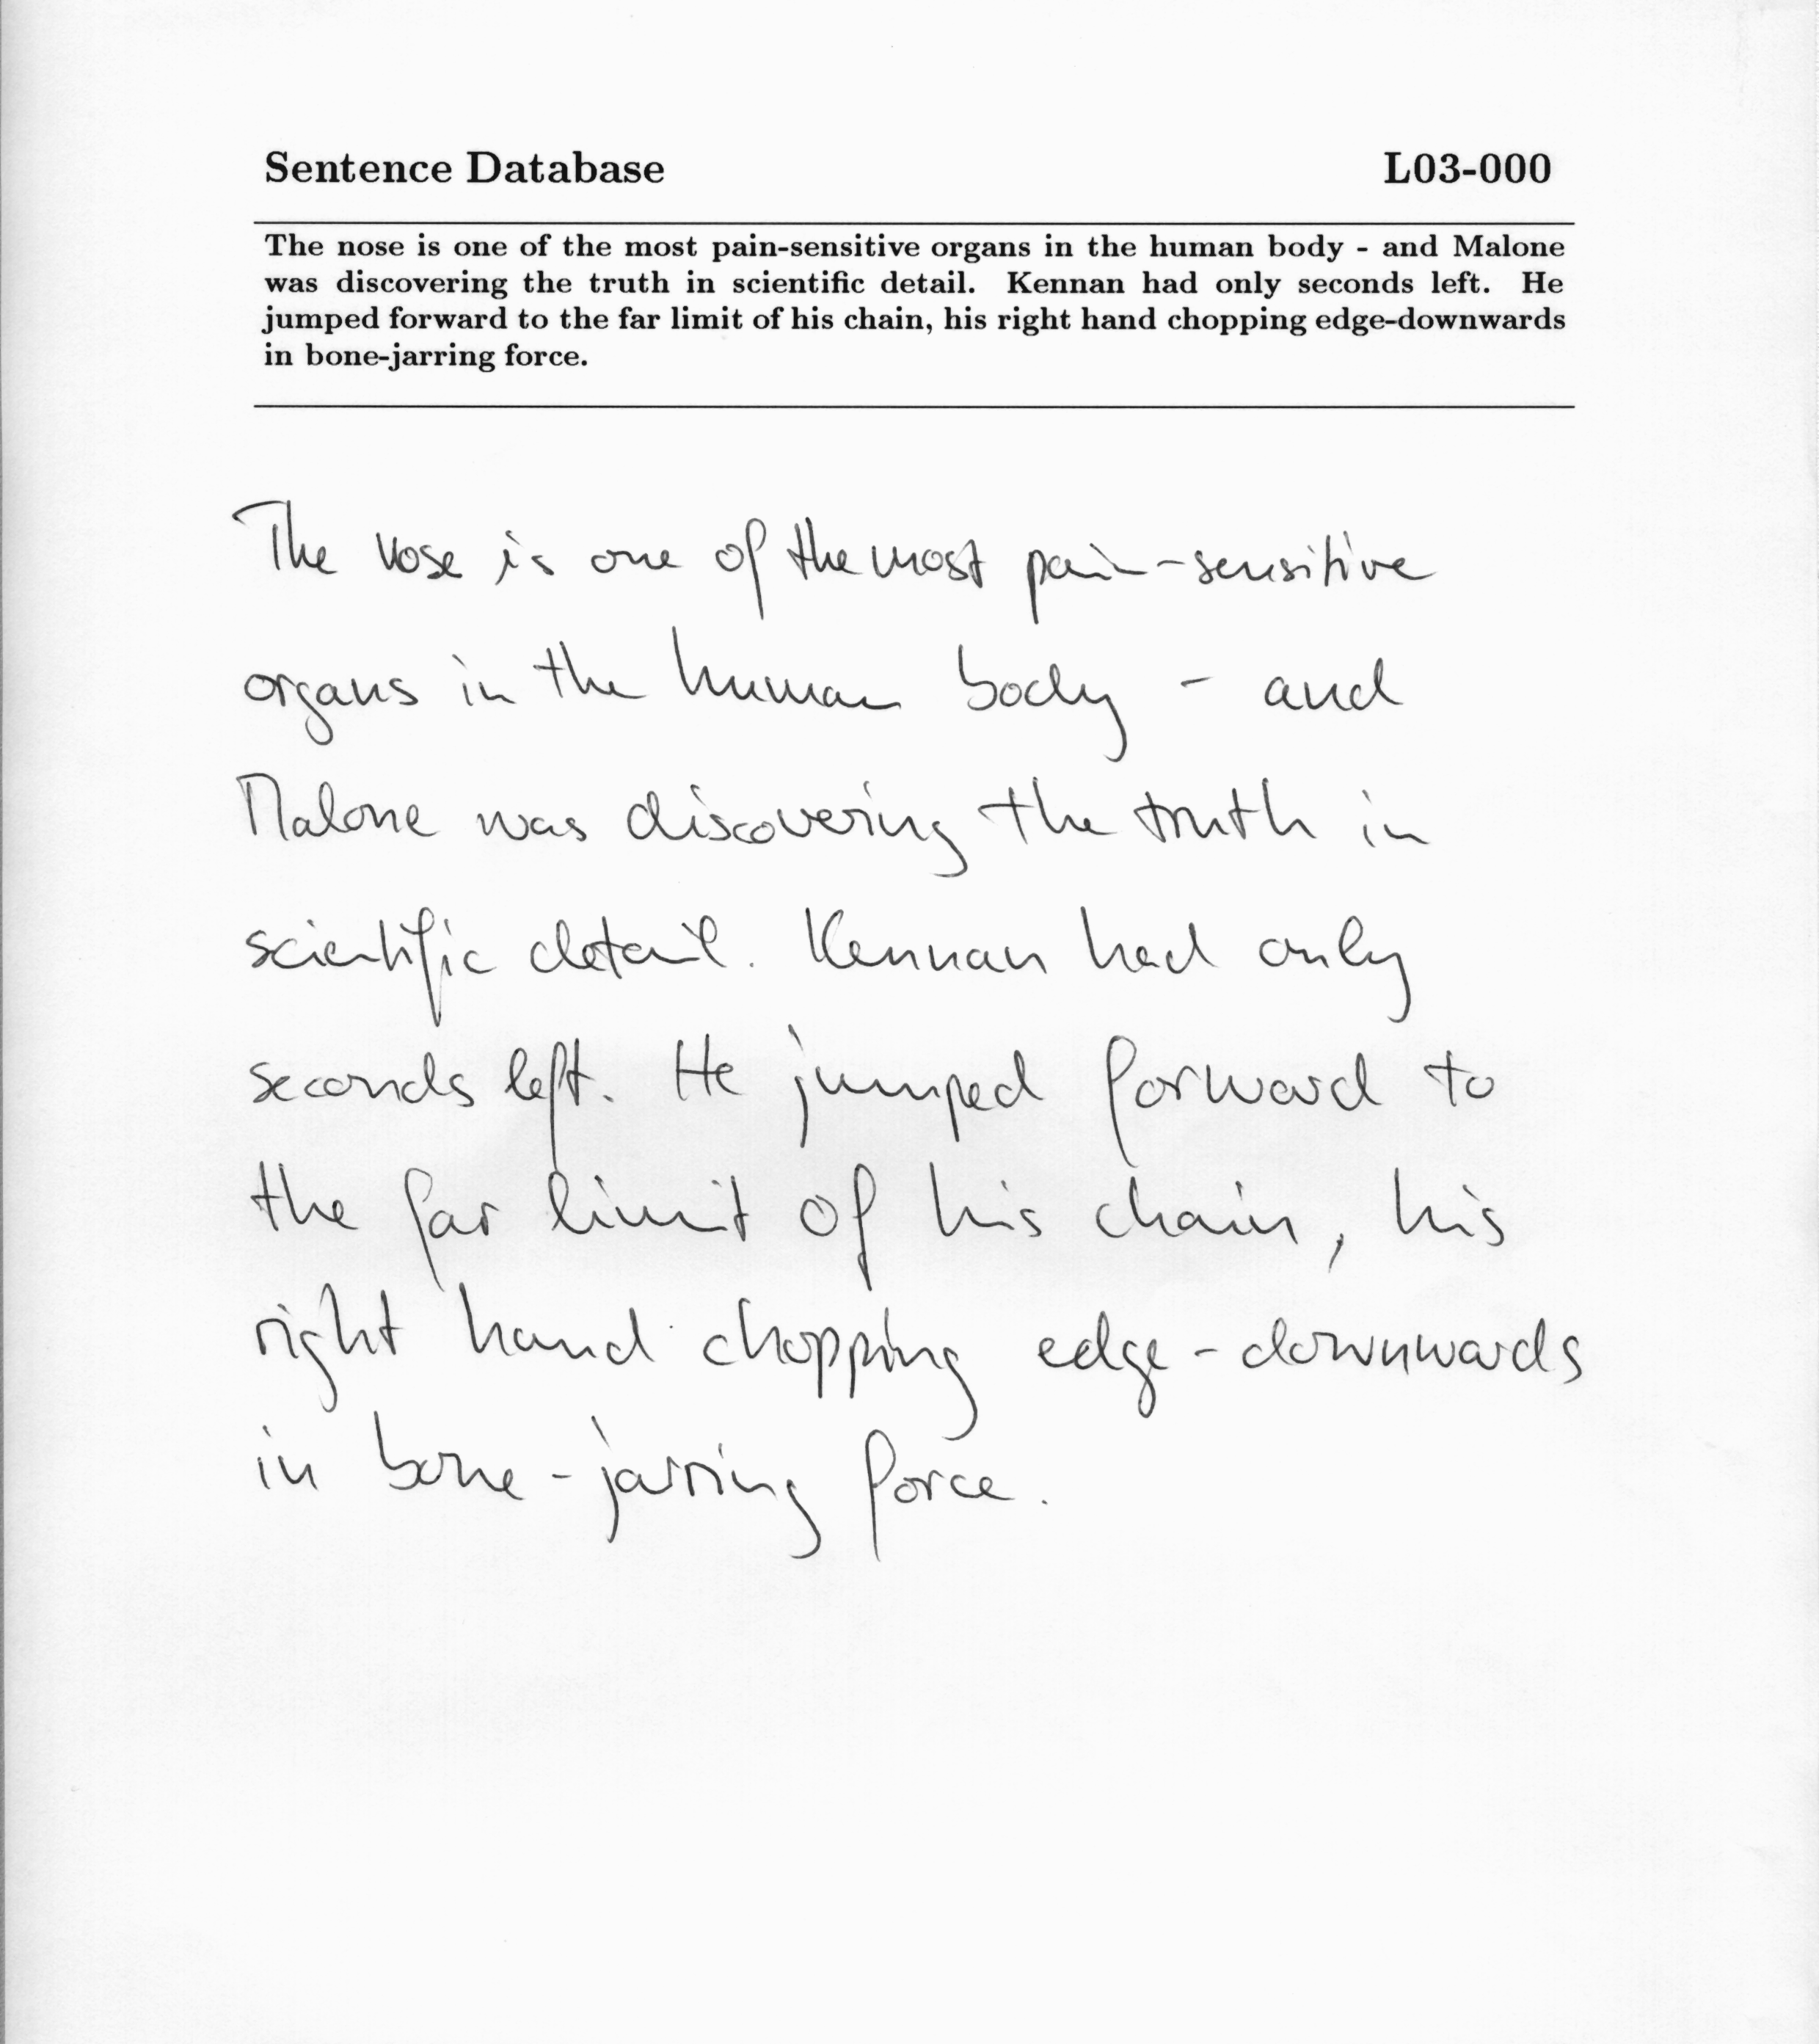 Sentence Database L03-000
The nose is one of the most pain-sensitive organs in the human body - and Malone
was discovering the truth in scientific detail. Kennan had only seconds left. He
jumped forward to the far limit of his chain, his right hand chopping edge-downwards
in bone-jarring force.
The nose is one of the most pain-sensitive
organs in the human body - and
Malone was discovering the truth in
scientific detail. Kennan had only
seconds left. He jumped forward to
the far limit of his chain, his
right hand chopping edge-downwards
in bone-jarring force.